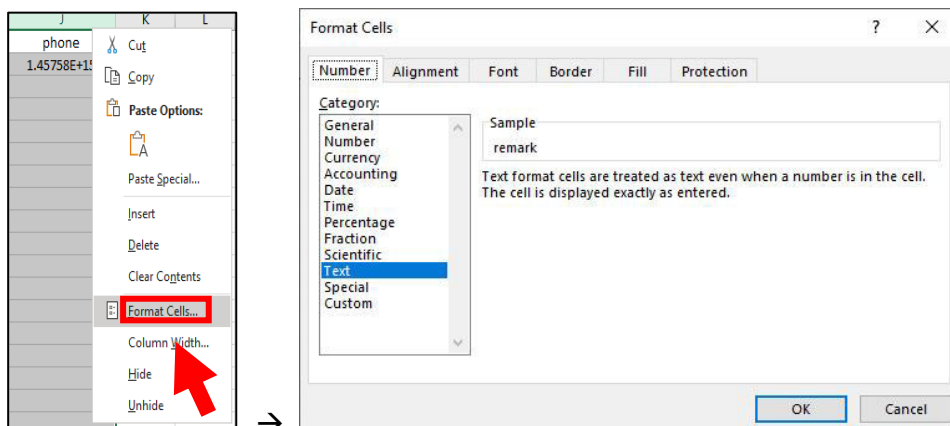 J K L
phone
1.45758E+15
Cut
Copy
Paste Options:
Paste Special...
Insert
Delete
Clear Contents
Format Cells...
Column Width...
Hide
Unhide
→
Format Cells ? ×
Number Alignment Font Border Fill Protection
Category:
General
Number
Currency
Accounting
Date
Time
Percentage
Fraction
Scientific
Text
Special
Custom
Sample
remark
Text format cells are treated as text even when a number is in the cell.
The cell is displayed exactly as entered.
OK Cancel